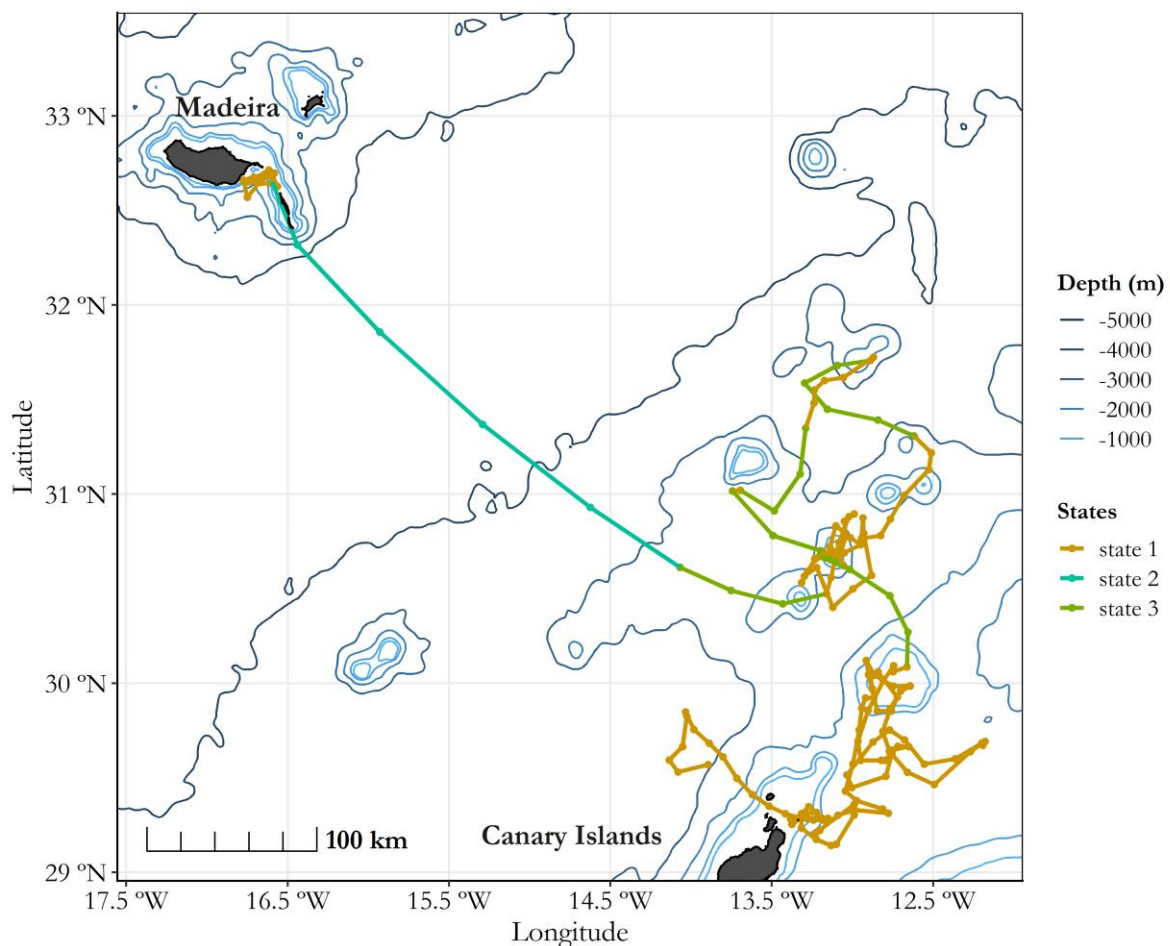 33 ºN
32 ºN
31 ºN
30 ºN
29 ºN
Latitude
Madeira
Canary Islands
100 km
17.5 ºW
16.5 ºW
15.5 ºW
14.5 ºW
13.5 ºW
12.5 ºW
Longitude
Depth (m)
-5000
-4000
-3000
-2000
-1000
States
state 1
state 2
state 3